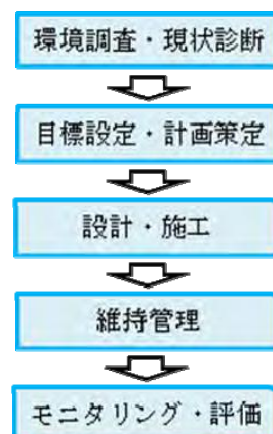 環境調査・現状診断
目標設定・計画策定
設計・施工
維持管理
モニタリング・評価